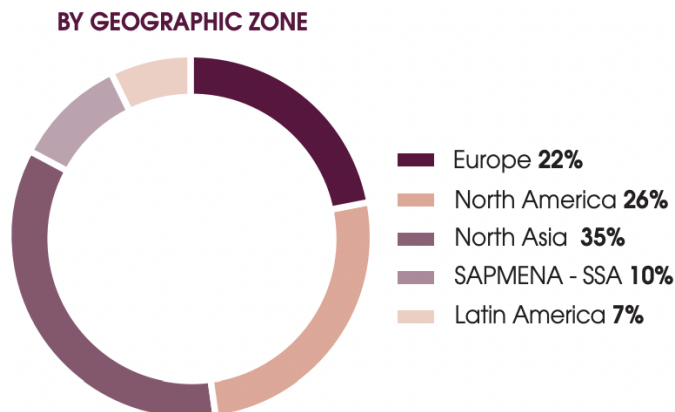 BY GEOGRAPHIC ZONE
Europe 22%
North America 26%
North Asia 35%
SAPMENA - SSA 10%
Latin America 7%